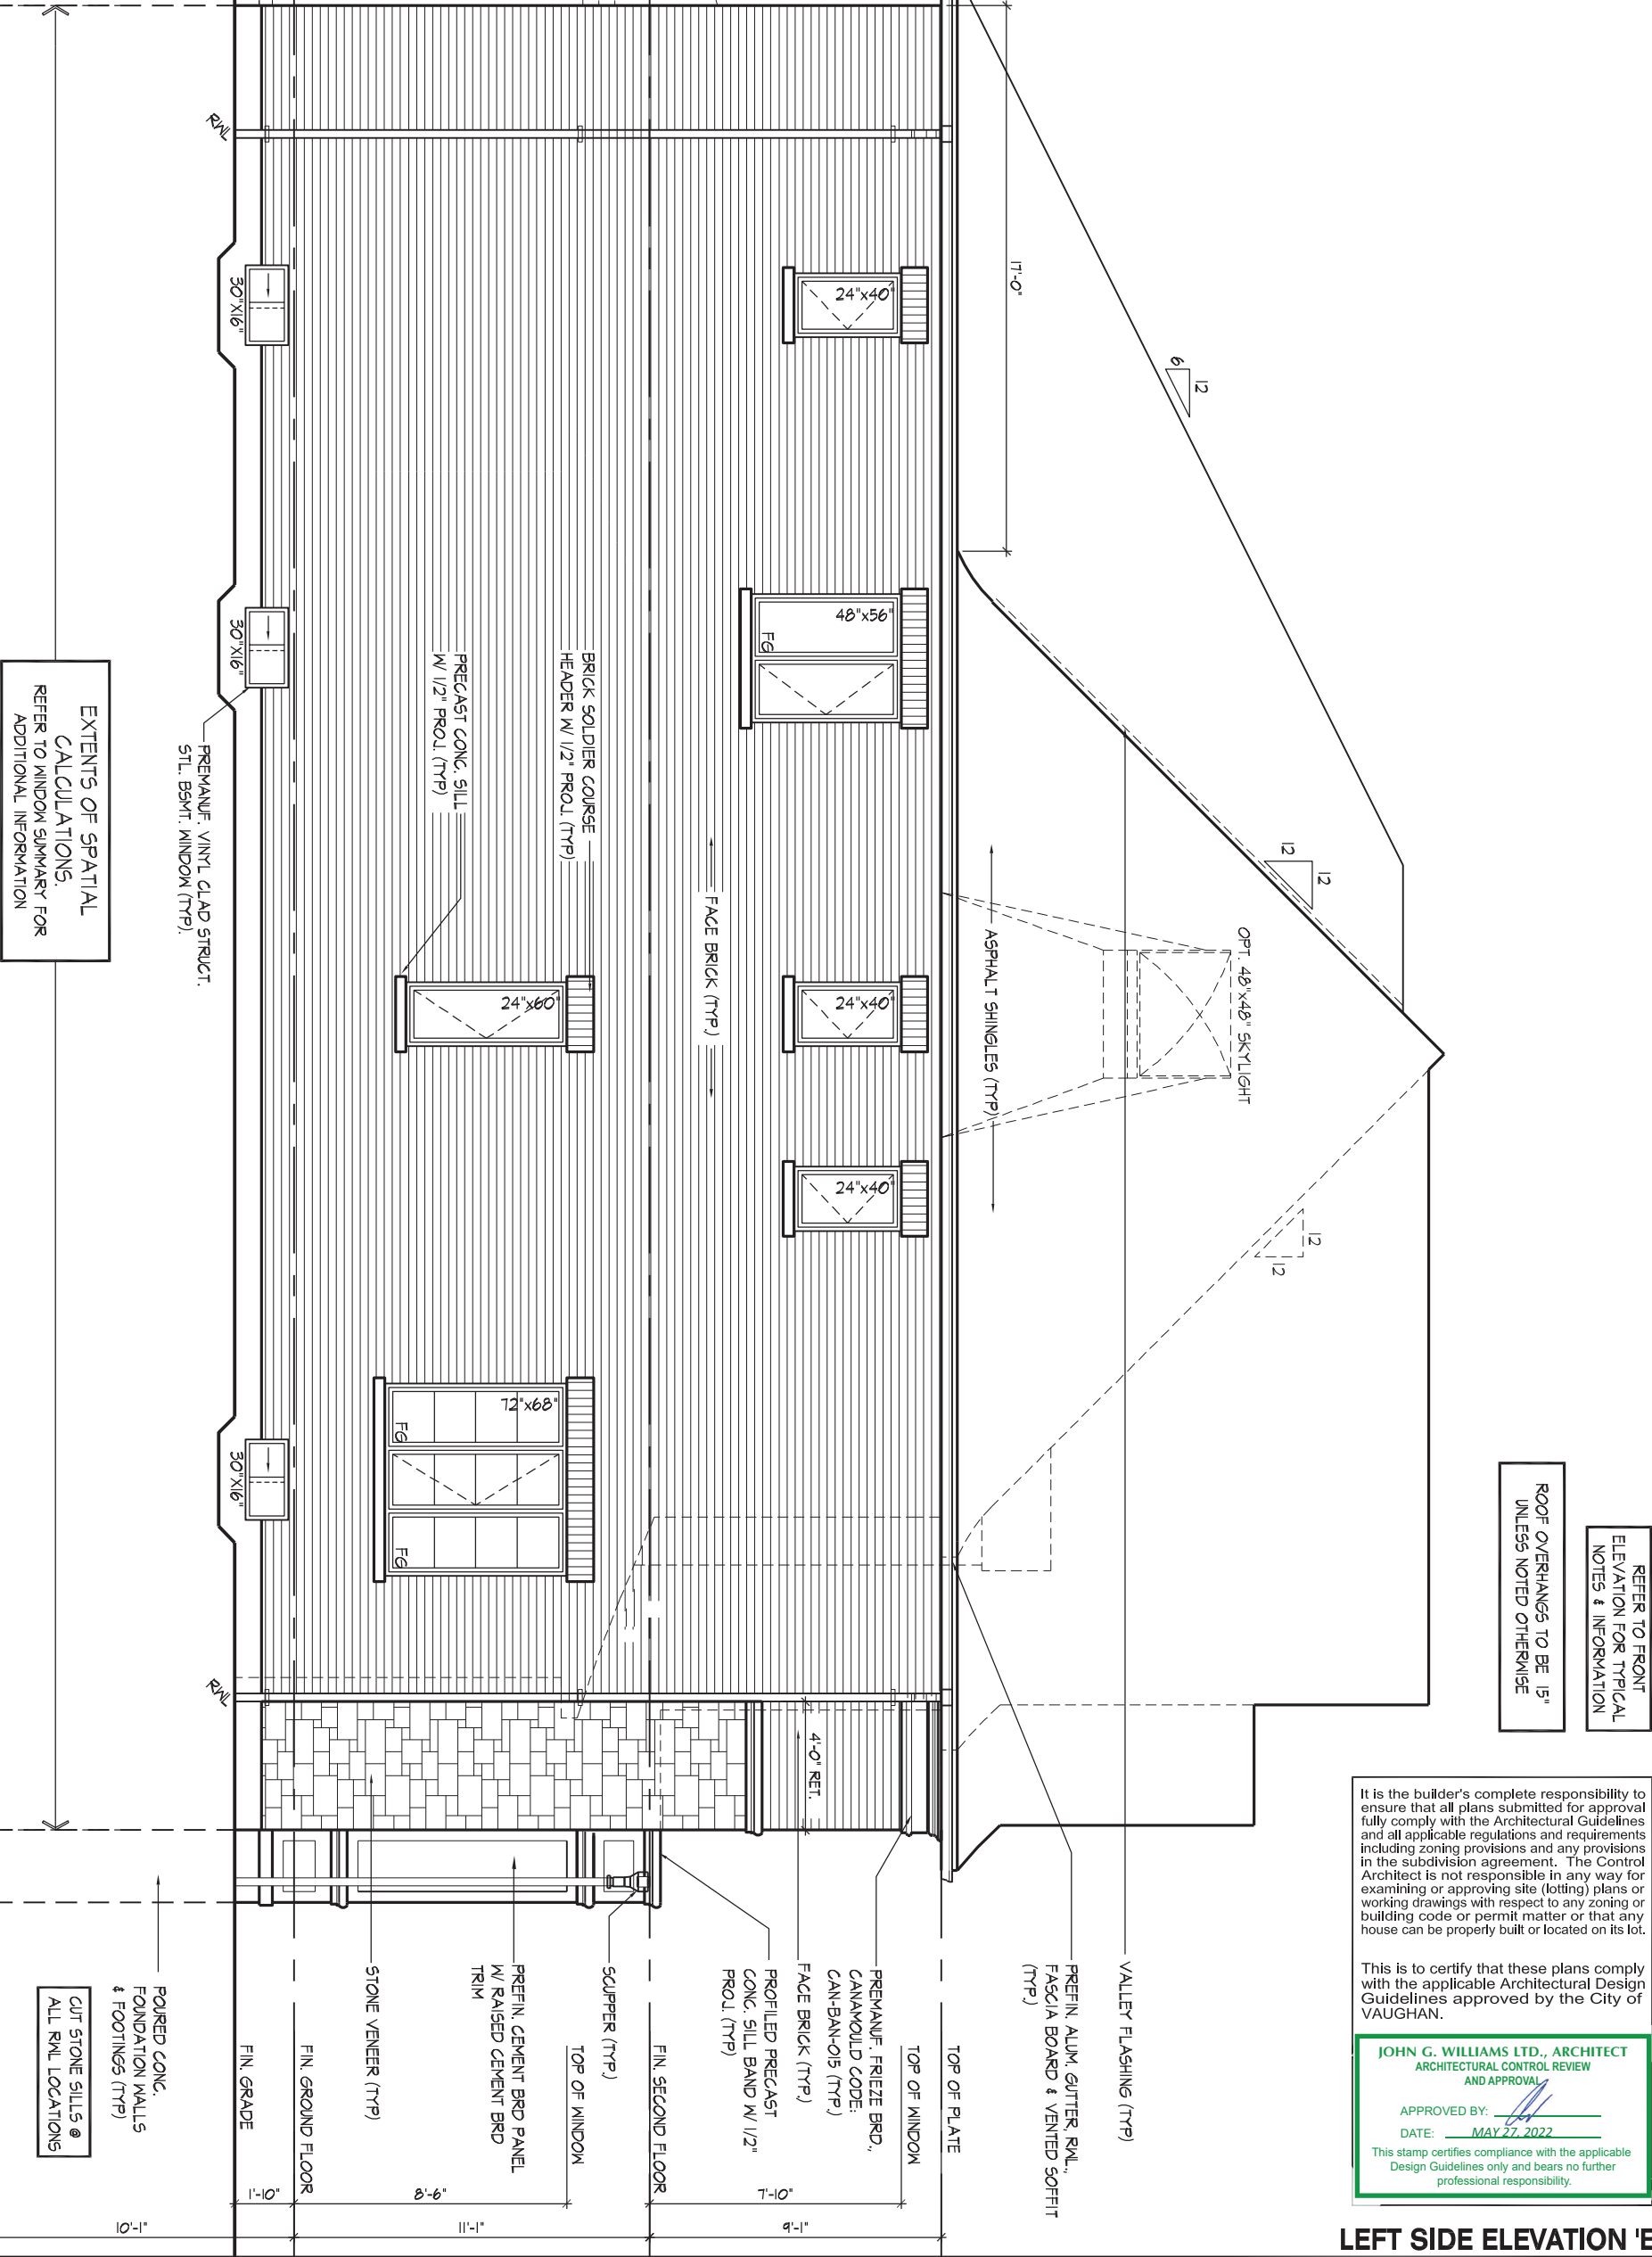 REFER TO FRONT
ELEVATION FOR TYPICAL
NOTES & INFORMATION
ROOF OVERHANGS TO BE 15"
UNLESS NOTED OTHERWISE
It is the builder's complete responsibility to
ensure that all plans submitted for approval
fully comply with the Architectural Guidelines
and all applicable regulations and requirements
including zoning provisions and any provisions
in the subdivision agreement. The Control
Architect is not responsible in any way for
examining or approving site (lotting) plans or
working drawings with respect to any zoning or
building code or permit matter or that any
house can be properly built or located on its lot.
This is to certify that these plans comply
with the applicable Architectural Design
Guidelines approved by the City of
VAUGHAN.
JOHN G. WILLIAMS LTD., ARCHITECT
ARCHITECTURAL CONTROL REVIEW
AND APPROVAL
APPROVED BY:
DATE: MAY 27, 2022
This stamp certifies compliance with the applicable
Design Guidelines only and bears no further
professional responsibility.
LEFT SIDE ELEVATION 'E
12
6
12
12
12
12
17'-0"
OPT. 48"x48" SKYLIGHT
ASPHALT SHINGLES (TYP)
VALLEY FLASHING (TYP)
PREFIN. ALUM. GUTTER, RWL,
FASCIA BOARD & VENTED SOFFIT
(TYP.)
TOP OF PLATE
TOP OF WINDOW
PREMANUF. FRIEZE BRD.,
CANAMOULD CODE:
CAN-BAN-015 (TYP.)
FACE BRICK (TYP.)
PROFILED PRECAST
CONC. SILL BAND W/ 1/2"
PROJ. (TYP)
FIN. SECOND FLOOR
SCUPPER (TYP.)
TOP OF WINDOW
PREFIN. CEMENT BRD PANEL
W/ RAISED CEMENT BRD
TRIM
STONE VENEER (TYP)
FIN. GROUND FLOOR
FIN. GRADE
POURED CONC.
FOUNDATION WALLS
& FOOTINGS (TYP)
CUT STONE SILLS @
ALL RWL LOCATIONS
24"x40"
48"x56"
FG
24"x40"
24"x40"
4'-0" RET.
FACE BRICK (TYP.)
BRICK SOLDIER COURSE
HEADER W/ 1/2" PROJ. (TYP)
PRECAST CONC. SILL
W/ 1/2" PROJ. (TYP)
24"x60"
72"x68"
FG
FG
RWL
30"X16"
30"X16"
30"X16"
RWL
PREMANUF. VINYL CLAD STRUCT.
STL. BSMT. WINDOW (TYP).
EXTENTS OF SPATIAL
CALCULATIONS.
REFER TO WINDOW SUMMARY FOR
ADDITIONAL INFORMATION
7'-10"
9'-1"
8'-6"
11'-1"
1'-10"
10'-1"